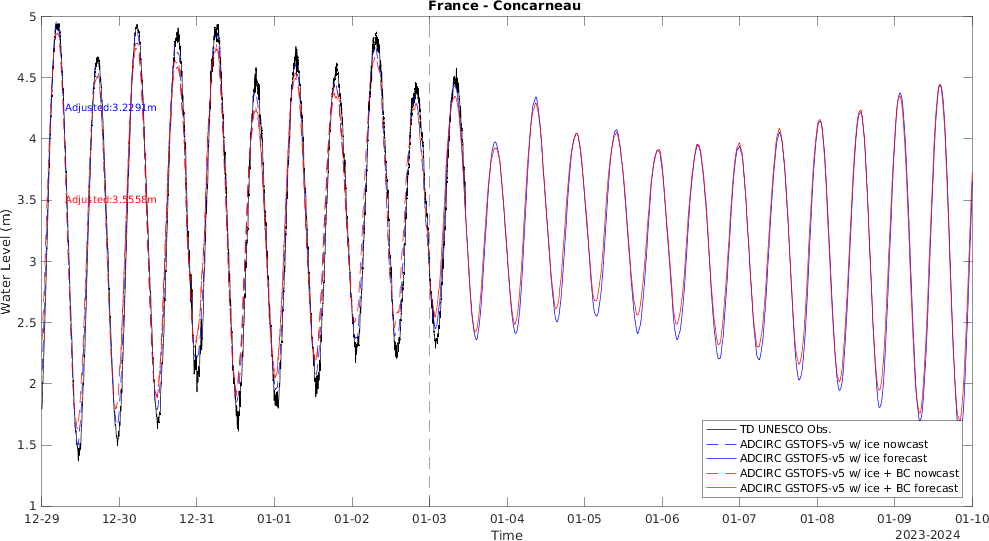 France - Concarneau
Water Level (m)
5
4.5
4
3.5
3
2.5
2
1.5
1
Adjusted:3.2291m
Adjusted:3.5558m
TD UNESCO Obs.
ADCIRC GSTOFS-v5 w/ ice nowcast
ADCIRC GSTOFS-v5 w/ ice forecast
ADCIRC GSTOFS-v5 w/ ice + BC nowcast
ADCIRC GSTOFS-v5 w/ ice + BC forecast
12-29 12-30 12-31 01-01 01-02 01-03 01-04 01-05 01-06 01-07 01-08 01-09 01-10
Time
2023-2024